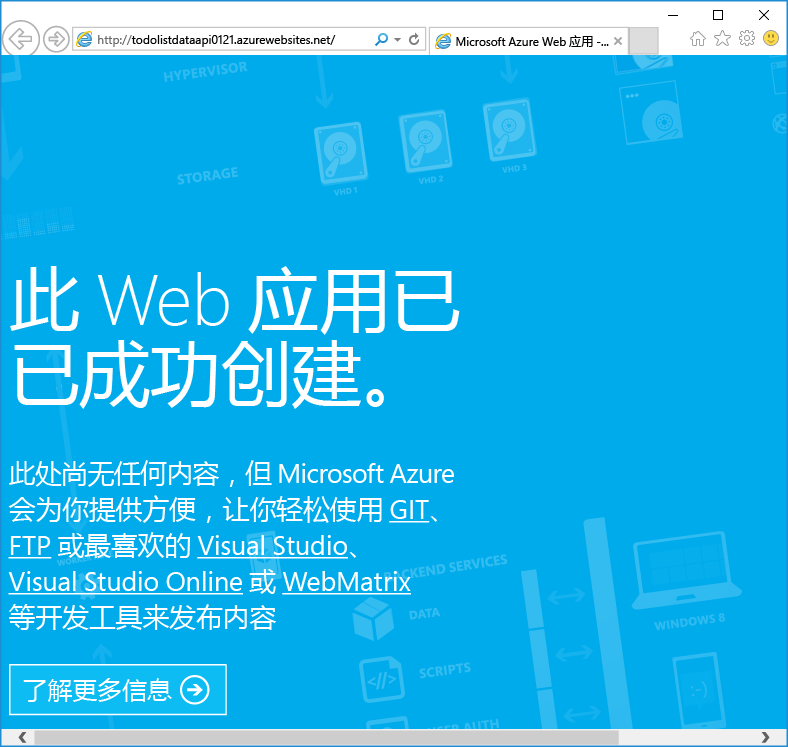 http://todolistdataapi0121.azurewebsites.net/
Microsoft Azure Web 应用 -...
HYPERVISOR
STORAGE
VHD 1
VHD 2
VHD 3
此 Web 应用已
已成功创建。
此处尚无任何内容，但 Microsoft Azure
会为你提供方便，让你轻松使用 GIT、
FTP 或最喜欢的 Visual Studio、
Visual Studio Online 或 WebMatrix
等开发工具来发布内容
了解更多信息
BACKEND SERVICES
DATA
</>
SCRIPTS
USER AUTH
WINDOWS 8
:-)